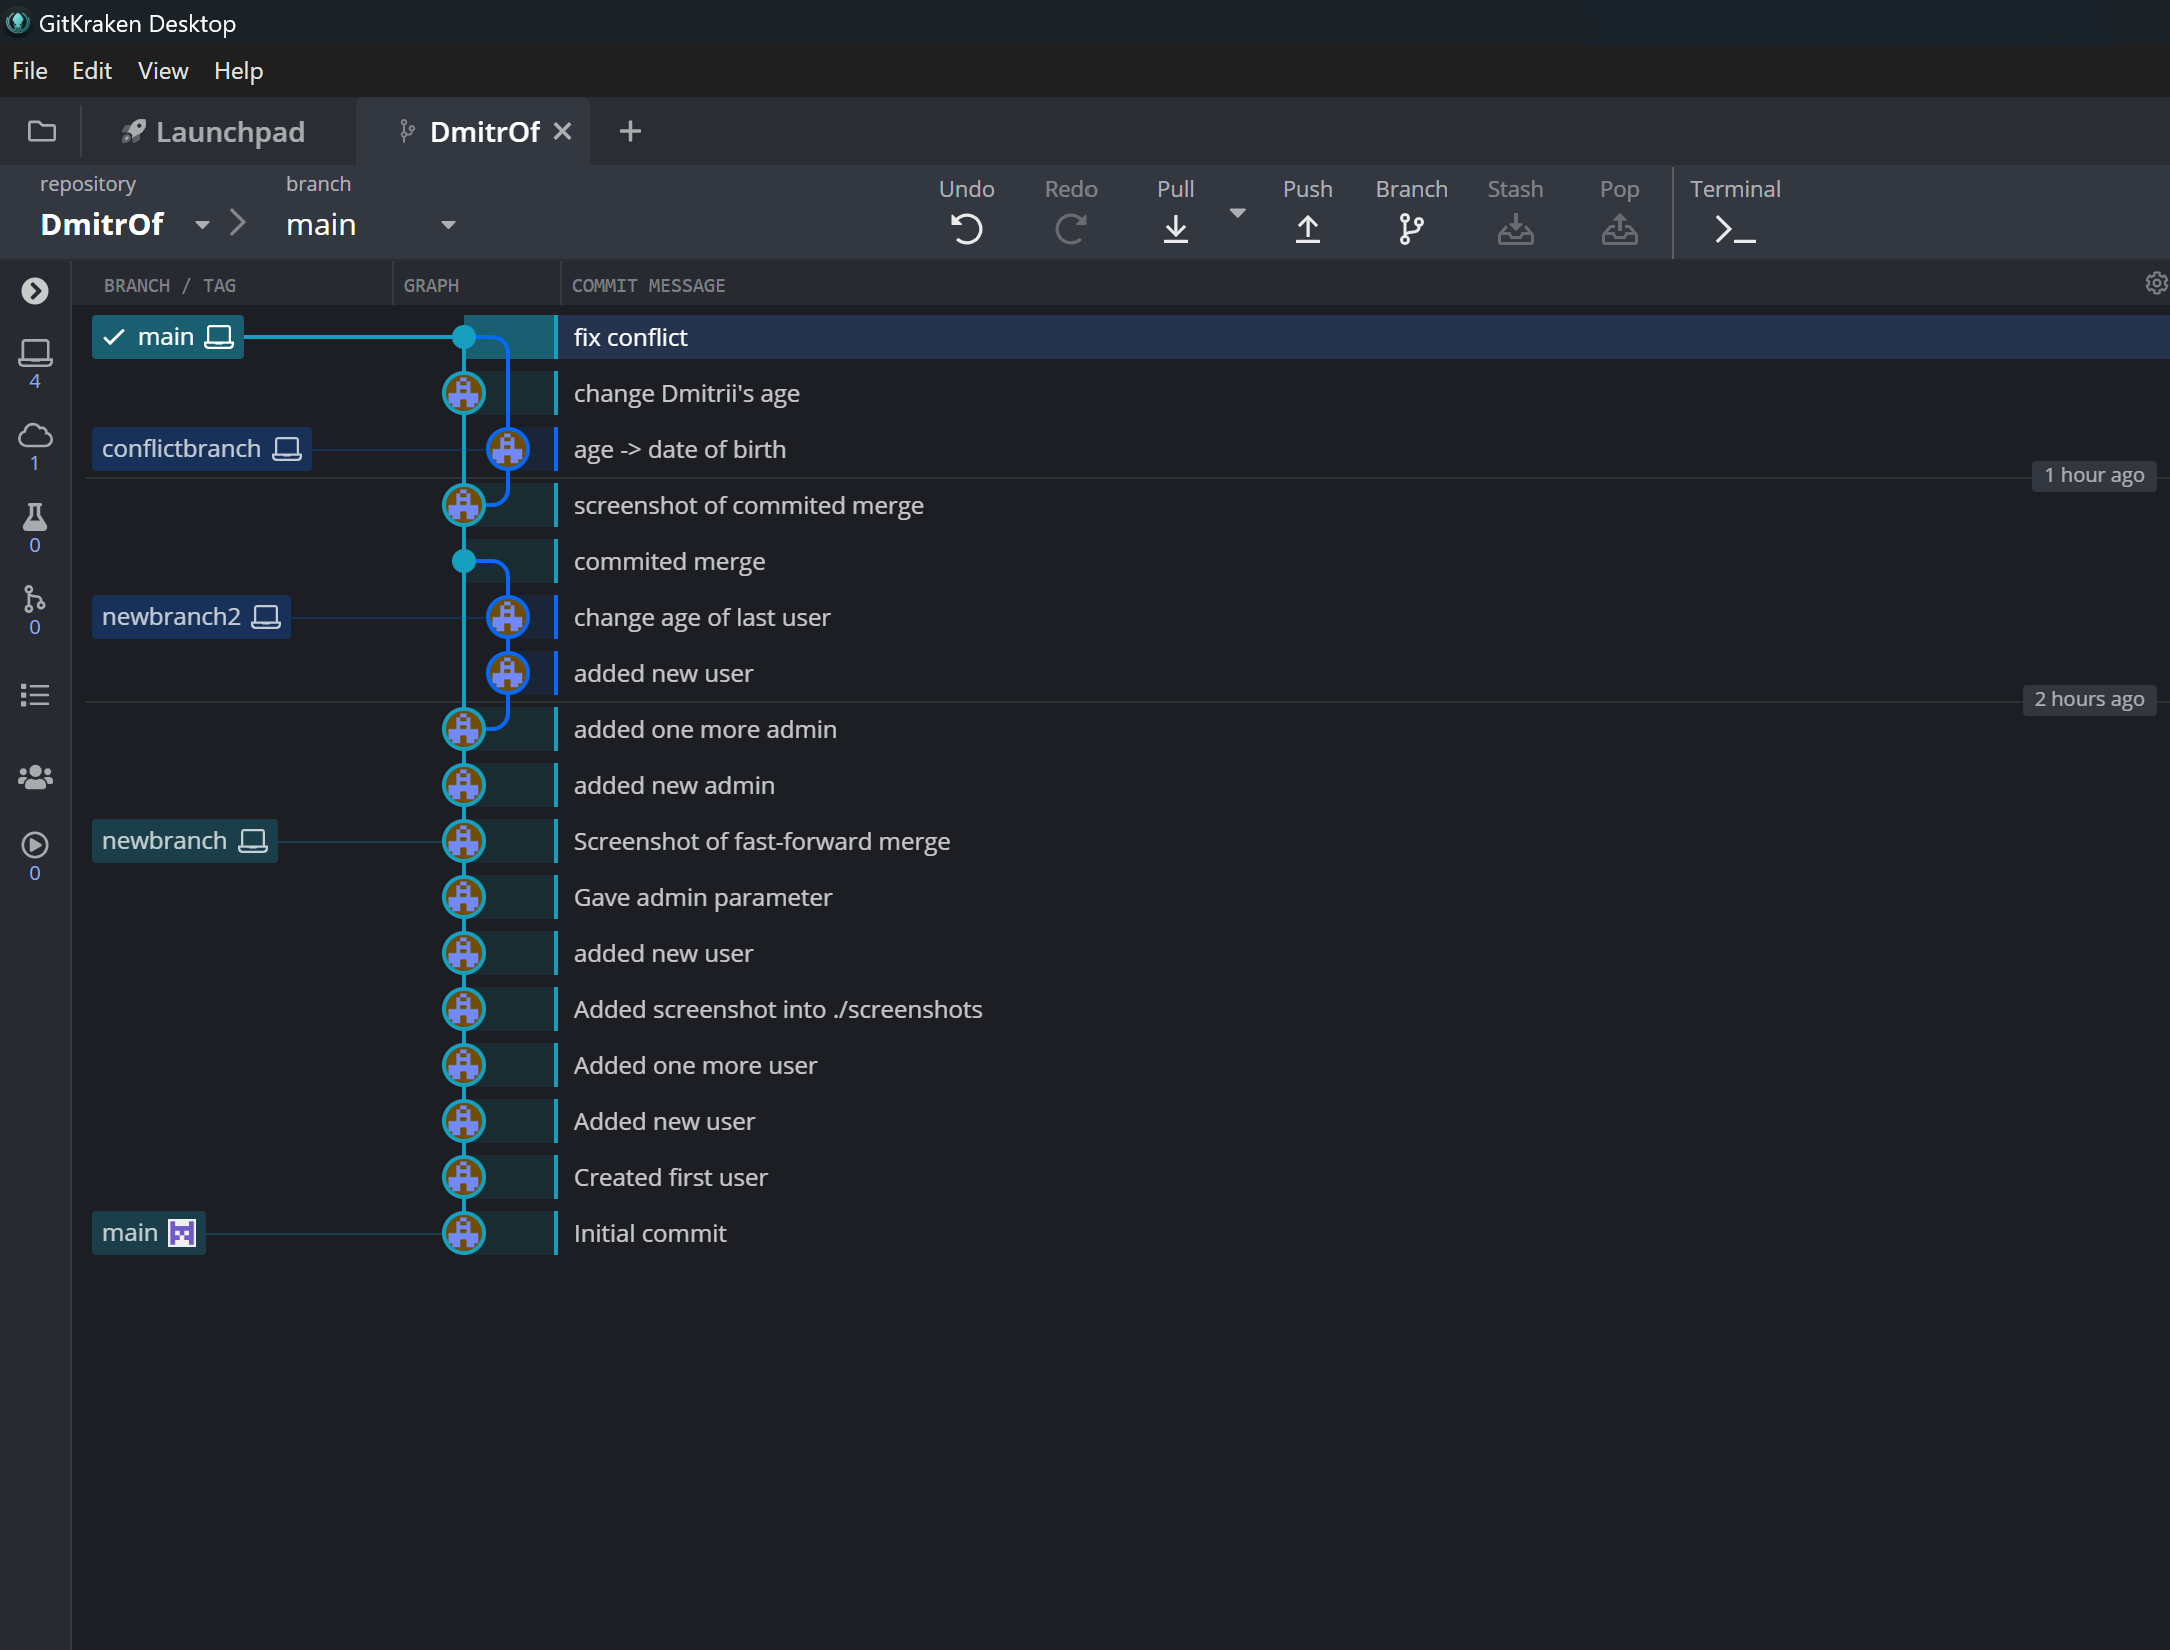 GitKraken Desktop
File Edit View Help
Launchpad DmitrOf
repository branch
DmitrOf main
Undo Redo Pull Push Branch Stash Pop Terminal
BRANCH / TAG GRAPH COMMIT MESSAGE
main fix conflict
change Dmitrii's age
4
conflictbranch age -> date of birth
1
1 hour ago
screenshot of commited merge
0
commited merge
newbranch2 change age of last user
0
added new user
2 hours ago
added one more admin
added new admin
newbranch Screenshot of fast-forward merge
0
Gave admin parameter
added new user
Added screenshot into ./screenshots
Added one more user
Added new user
Created first user
main Initial commit